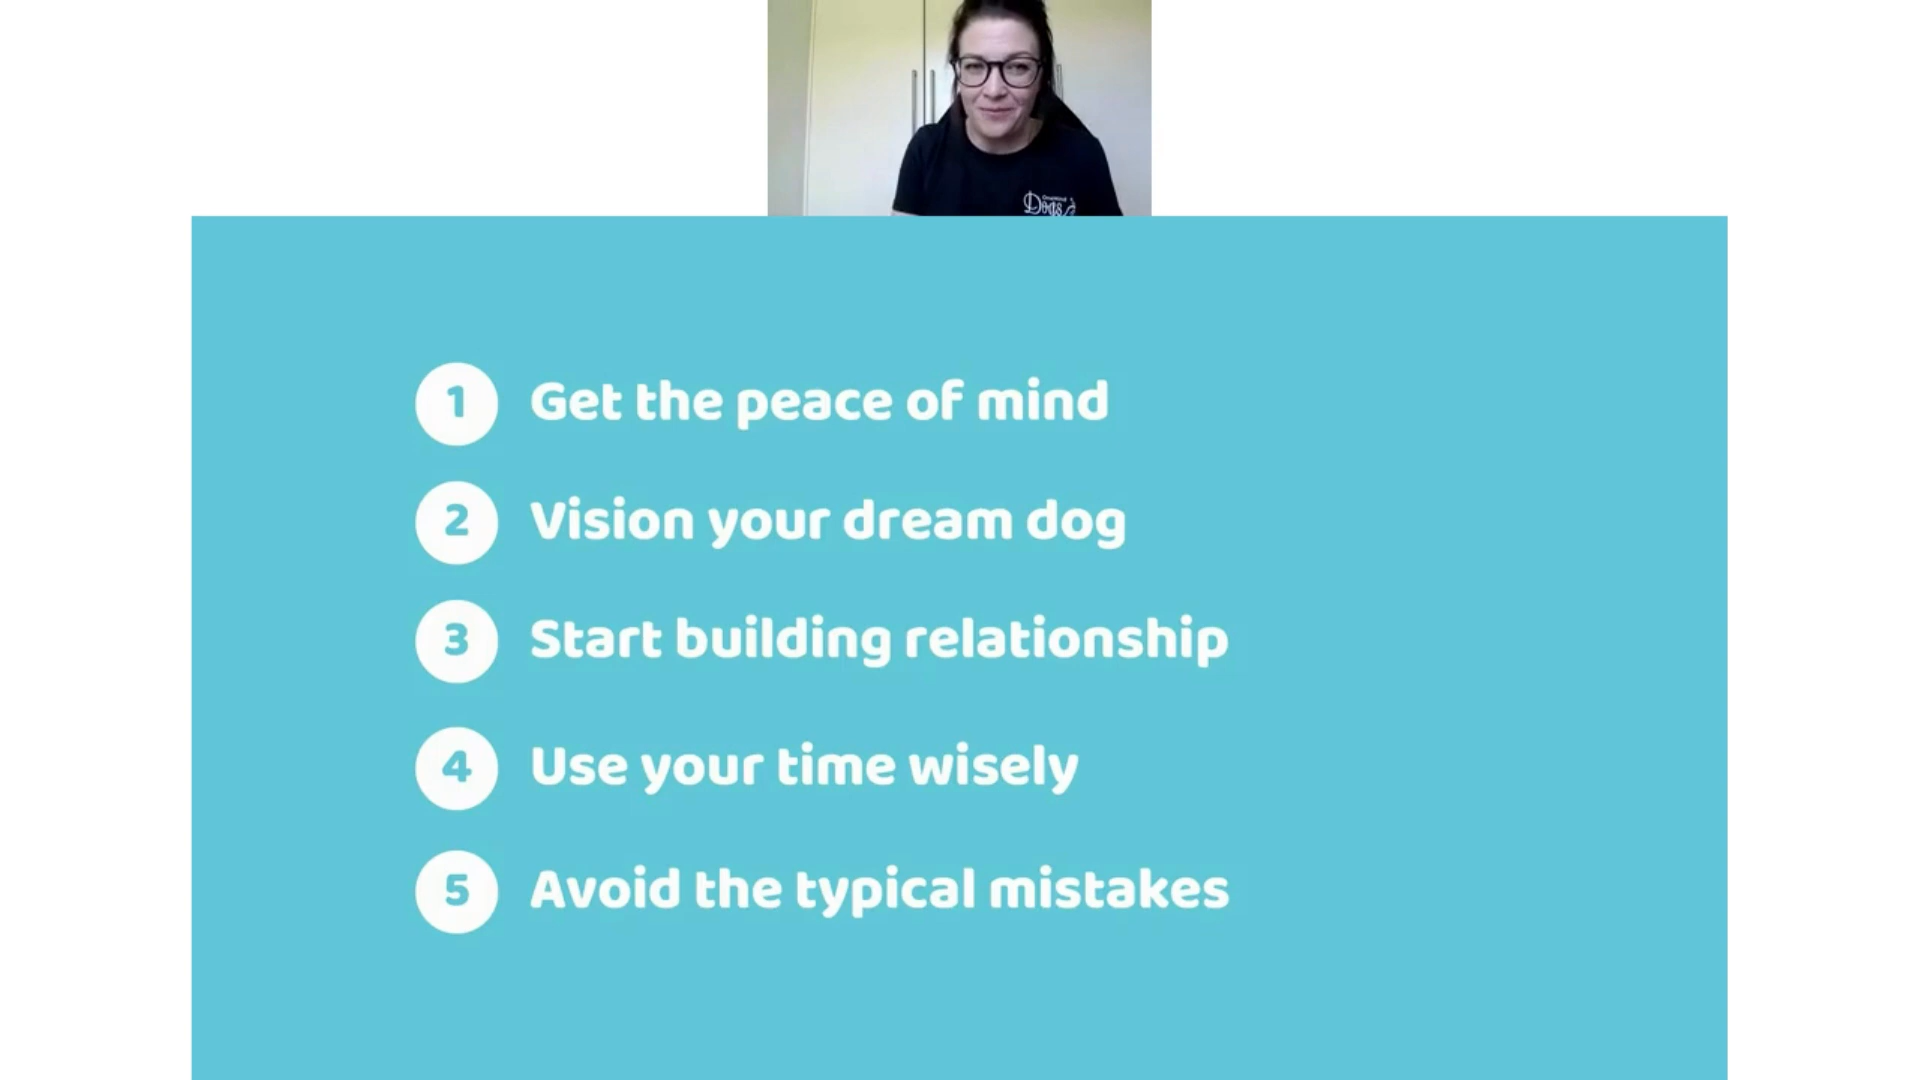 Dogs
1 Get the peace of mind
2 Vision your dream dog
3 Start building relationship
4 Use your time wisely
5 Avoid the typical mistakes